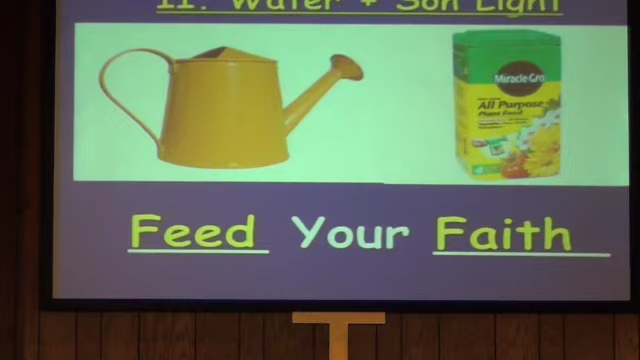 II. Water + Son Light
Miracle-Gro
All Purpose
Plant Food
Feed Your Faith